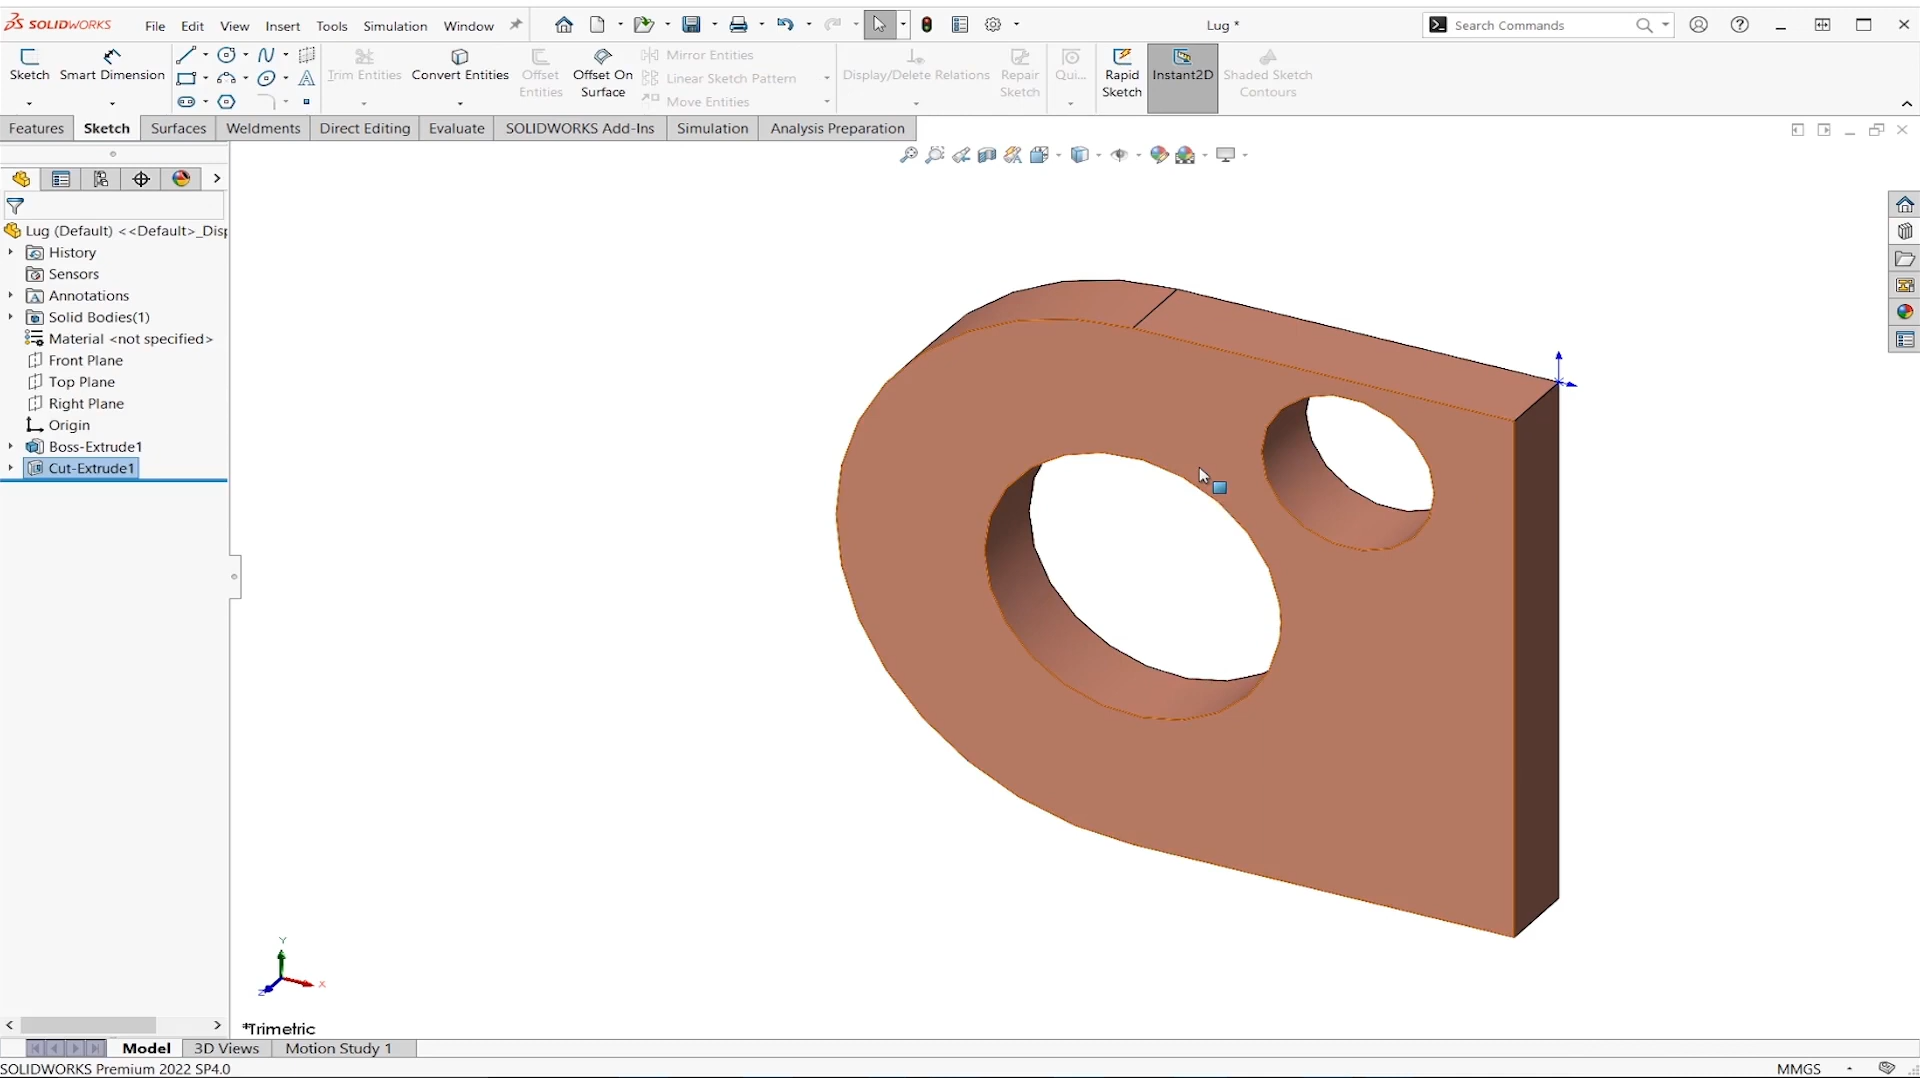 SOLIDWORKS File Edit View Insert Tools Simulation Window Lug * Search Commands
Sketch Smart Dimension Trim Entities Convert Entities Offset Entities Offset On Surface Mirror Entities Linear Sketch Pattern Move Entities Display/Delete Relations Repair Sketch Qui... Rapid Sketch Instant2D Shaded Sketch Contours
Features Sketch Surfaces Weldments Direct Editing Evaluate SOLIDWORKS Add-Ins Simulation Analysis Preparation
Lug (Default) <<Default>_Disp
History
Sensors
Annotations
Solid Bodies(1)
Material <not specified>
Front Plane
Top Plane
Right Plane
Origin
Boss-Extrude1
Cut-Extrude1
Y
X
Z
*Trimetric
Model 3D Views Motion Study 1
SOLIDWORKS Premium 2022 SP4.0 MMGS